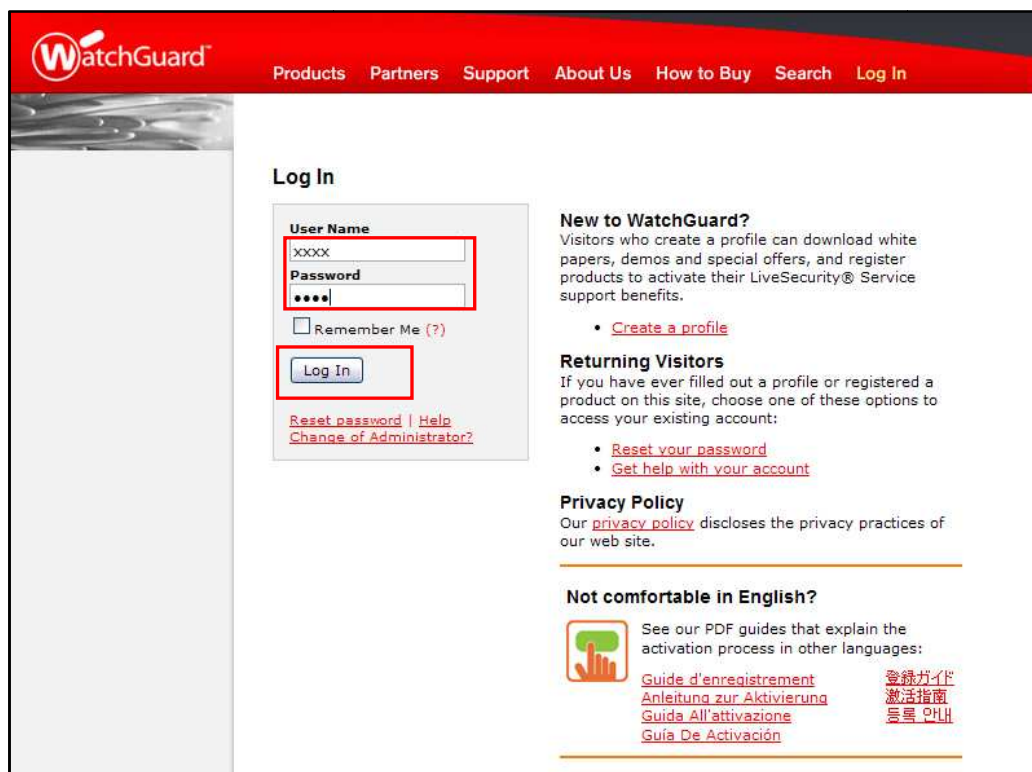 WatchGuard
Products Partners Support About Us How to Buy Search Log In
Log In
User Name
xxxx
Password
••••
Remember Me (?)
Log In
Reset password | Help
Change of Administrator?
New to WatchGuard?
Visitors who create a profile can download white
papers, demos and special offers, and register
products to activate their LiveSecurity® Service
support benefits.
• Create a profile
Returning Visitors
If you have ever filled out a profile or registered a
product on this site, choose one of these options to
access your existing account:
• Reset your password
• Get help with your account
Privacy Policy
Our privacy policy discloses the privacy practices of
our web site.
Not comfortable in English?
See our PDF guides that explain the
activation process in other languages:
Guide d'enregistrement
Anleitung zur Aktivierung
Guida All'attivazione
Guía De Activación
登録ガイド
激活指南
등록 안내